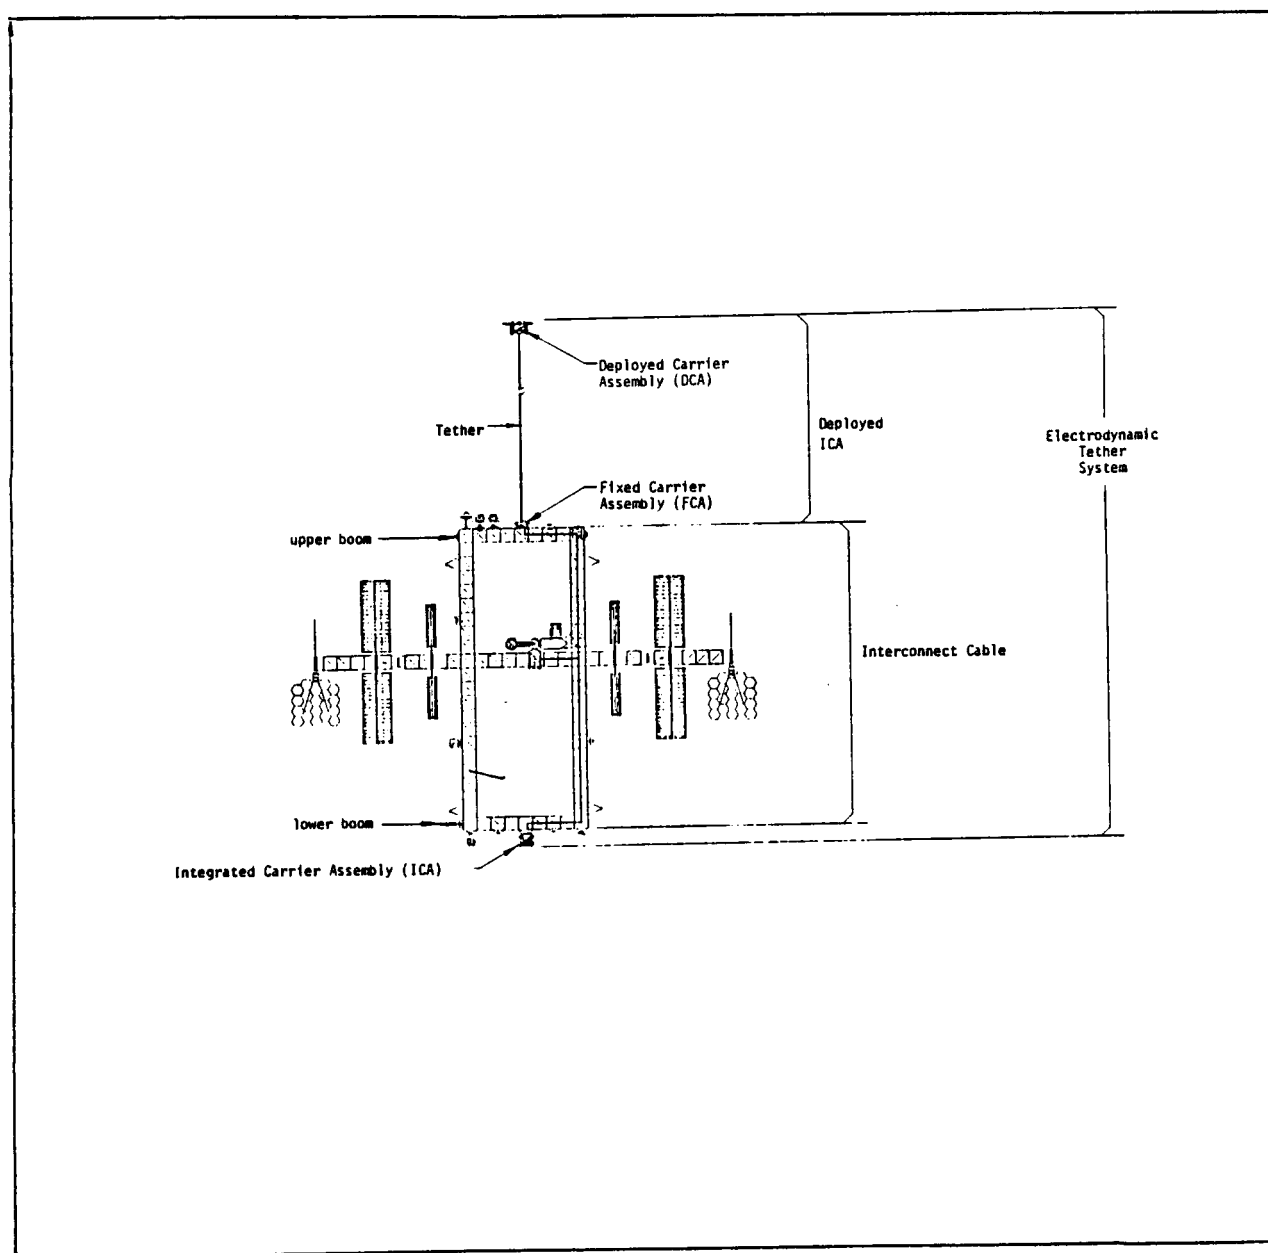 Deployed Carrier
Assembly (DCA)
Tether
Deployed
ICA
Electrodynamic
Tether
System
Fixed Carrier
Assembly (FCA)
upper boom
Interconnect Cable
lower boom
Integrated Carrier Assembly (ICA)